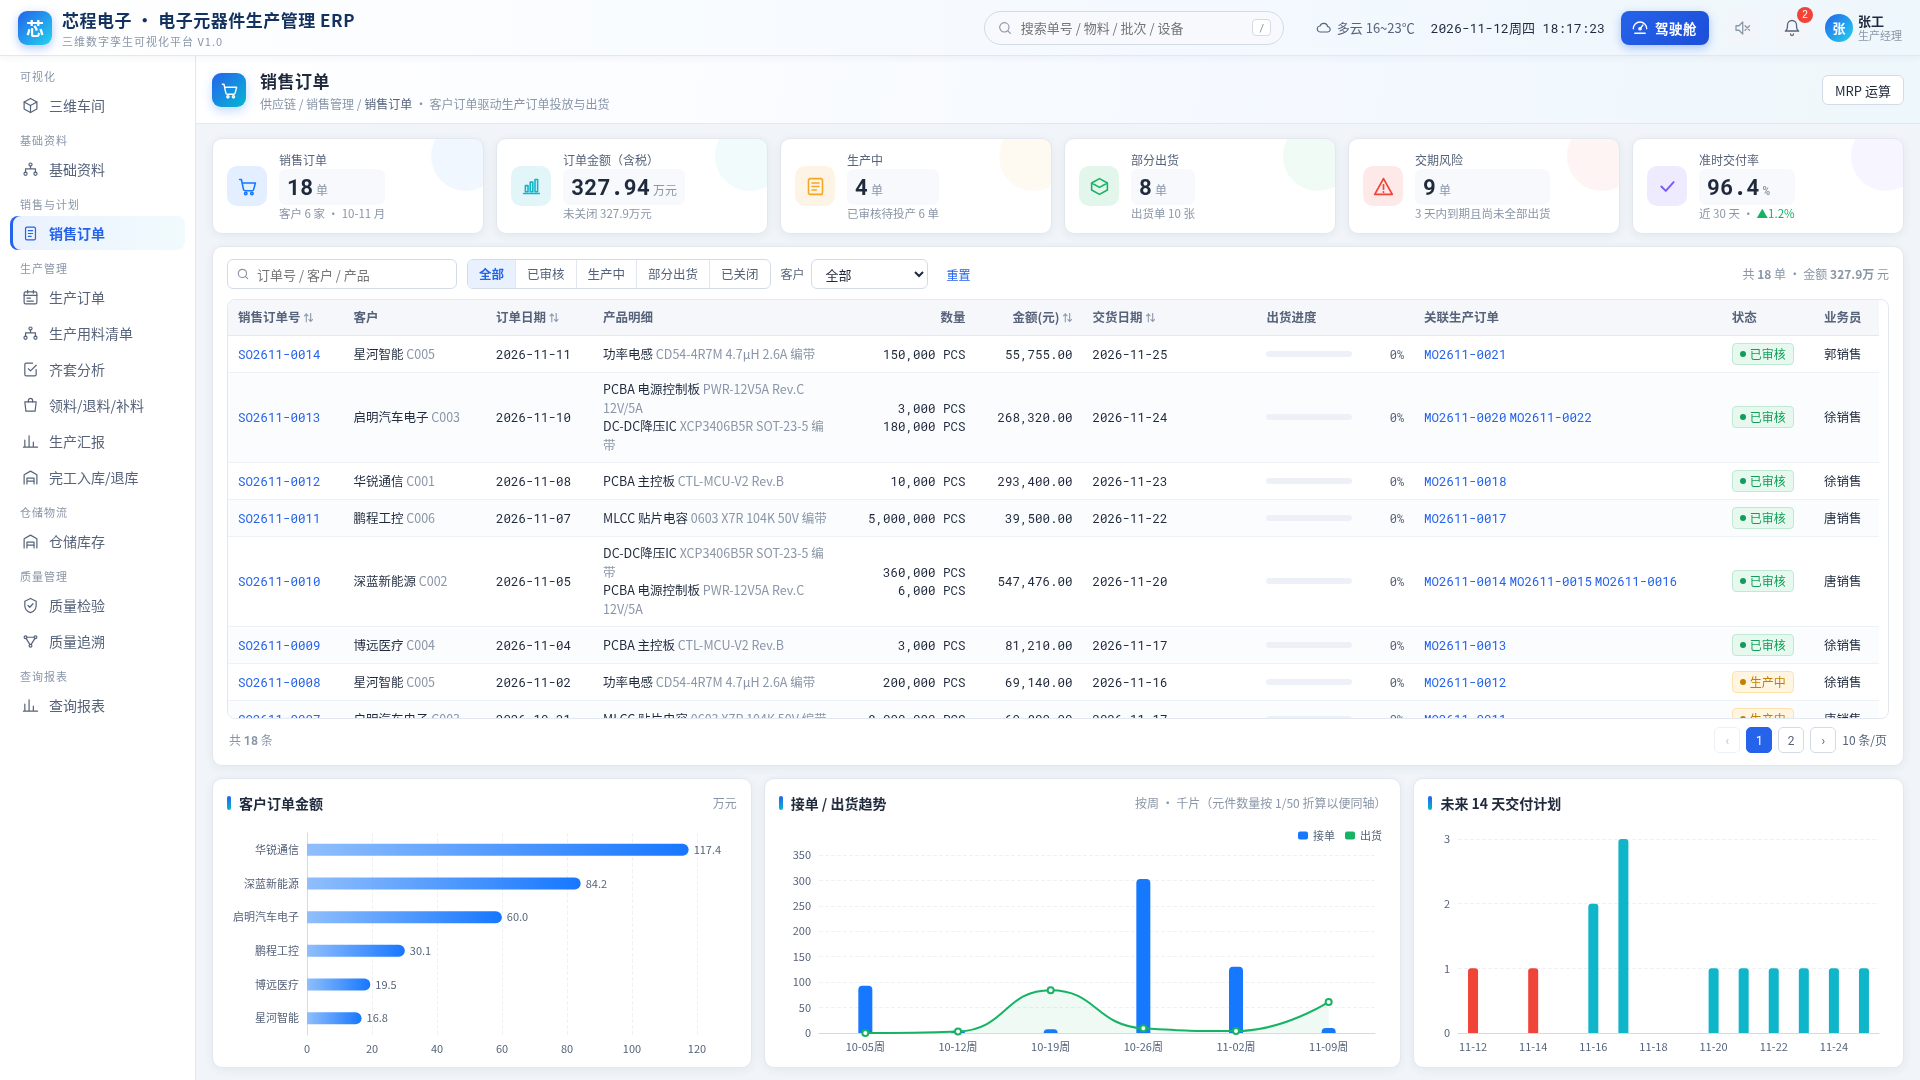 芯
芯程电子 • 电子元器件生产管理 ERP
三维数字孪生可视化平台 V1.0
搜索单号 / 物料 / 批次 / 设备
/
多云 16~23℃
2026-11-12周四 18:17:23
驾驶舱
2
张
张工
生产经理
可视化
三维车间
基础资料
基础资料
销售与计划
销售订单
生产管理
生产订单
生产用料清单
齐套分析
领料/退料/补料
生产汇报
完工入库/退库
仓储物流
仓储库存
质量管理
质量检验
质量追溯
查询报表
查询报表
销售订单
供应链 / 销售管理 / 销售订单 • 客户订单驱动生产订单投放与出货
MRP 运算
销售订单
18 单
客户 6 家 • 10-11 月
订单金额（含税）
327.94 万元
未关闭 327.9万元
生产中
4 单
已审核待投产 6 单
部分出货
8 单
出货单 10 张
交期风险
9 单
3 天内到期且尚未全部出货
准时交付率
96.4 %
近 30 天 • ▲1.2%
订单号 / 客户 / 产品
全部 已审核 生产中 部分出货 已关闭
客户
全部
重置
共 18 单 • 金额 327.9万 元
销售订单号 客户 订单日期 产品明细 数量 金额(元) 交货日期 出货进度 关联生产订单 状态 业务员
SO2611-0014 星河智能 C005 2026-11-11 功率电感 CD54-4R7M 4.7μH 2.6A 编带 150,000 PCS 55,755.00 2026-11-25 0% MO2611-0021 已审核 郭销售
SO2611-0013 启明汽车电子 C003 2026-11-10 PCBA 电源控制板 PWR-12V5A Rev.C 12V/5A 3,000 PCS 268,320.00 2026-11-24 0% MO2611-0020 MO2611-0022 已审核 徐销售
DC-DC降压IC XCP3406B5R SOT-23-5 编带 180,000 PCS
SO2611-0012 华锐通信 C001 2026-11-08 PCBA 主控板 CTL-MCU-V2 Rev.B 10,000 PCS 293,400.00 2026-11-23 0% MO2611-0018 已审核 徐销售
SO2611-0011 鹏程工控 C006 2026-11-07 MLCC 贴片电容 0603 X7R 104K 50V 编带 5,000,000 PCS 39,500.00 2026-11-22 0% MO2611-0017 已审核 唐销售
SO2611-0010 深蓝新能源 C002 2026-11-05 DC-DC降压IC XCP3406B5R SOT-23-5 编带 360,000 PCS 547,476.00 2026-11-20 0% MO2611-0014 MO2611-0015 MO2611-0016 已审核 唐销售
PCBA 电源控制板 PWR-12V5A Rev.C 12V/5A 6,000 PCS
SO2611-0009 博远医疗 C004 2026-11-04 PCBA 主控板 CTL-MCU-V2 Rev.B 3,000 PCS 81,210.00 2026-11-17 0% MO2611-0013 已审核 徐销售
SO2611-0008 星河智能 C005 2026-11-02 功率电感 CD54-4R7M 4.7μH 2.6A 编带 200,000 PCS 69,140.00 2026-11-16 0% MO2611-0012 生产中 徐销售
共 18 条
‹ 1 2 › 10 条/页
客户订单金额
万元
华锐通信 117.4
深蓝新能源 84.2
启明汽车电子 60.0
鹏程工控 30.1
博远医疗 19.5
星河智能 16.8
0 20 40 60 80 100 120
接单 / 出货趋势
按周 • 千片（元件数量按 1/50 折算以便同轴）
接单 出货
350
300
250
200
150
100
50
0
10-05周 10-12周 10-19周 10-26周 11-02周 11-09周
未来 14 天交付计划
3
2
1
0
11-12 11-14 11-16 11-18 11-20 11-22 11-24